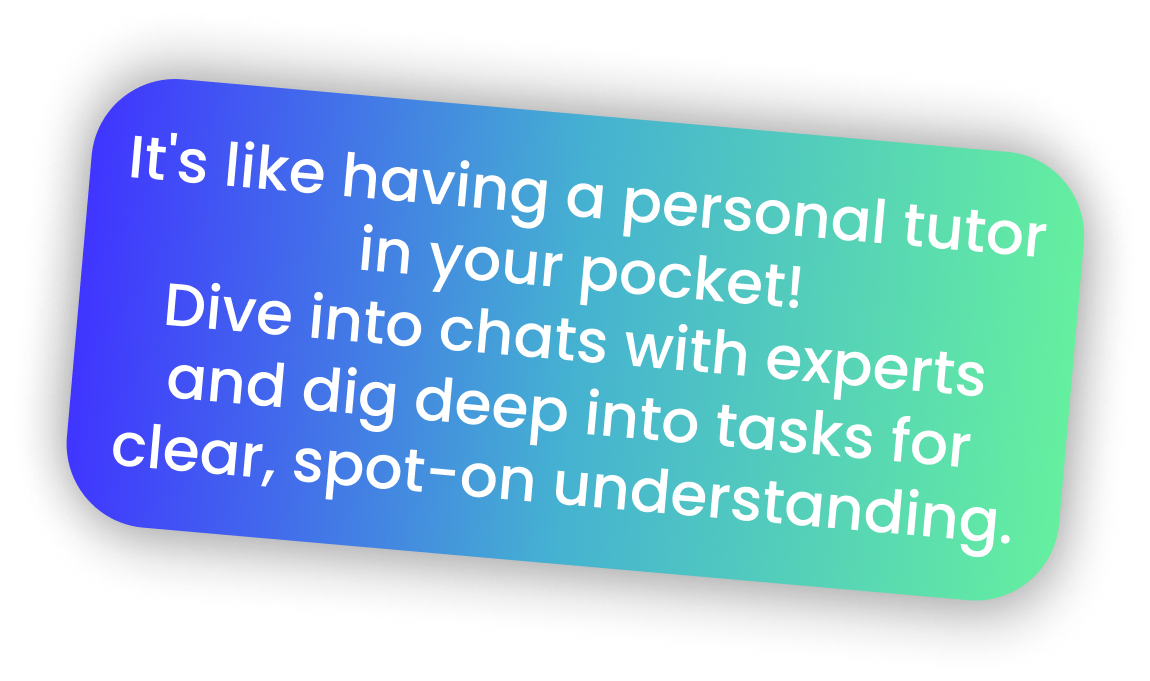 It's like having a personal tutor
in your pocket!
Dive into chats with experts
and dig deep into tasks for
clear, spot-on understanding.